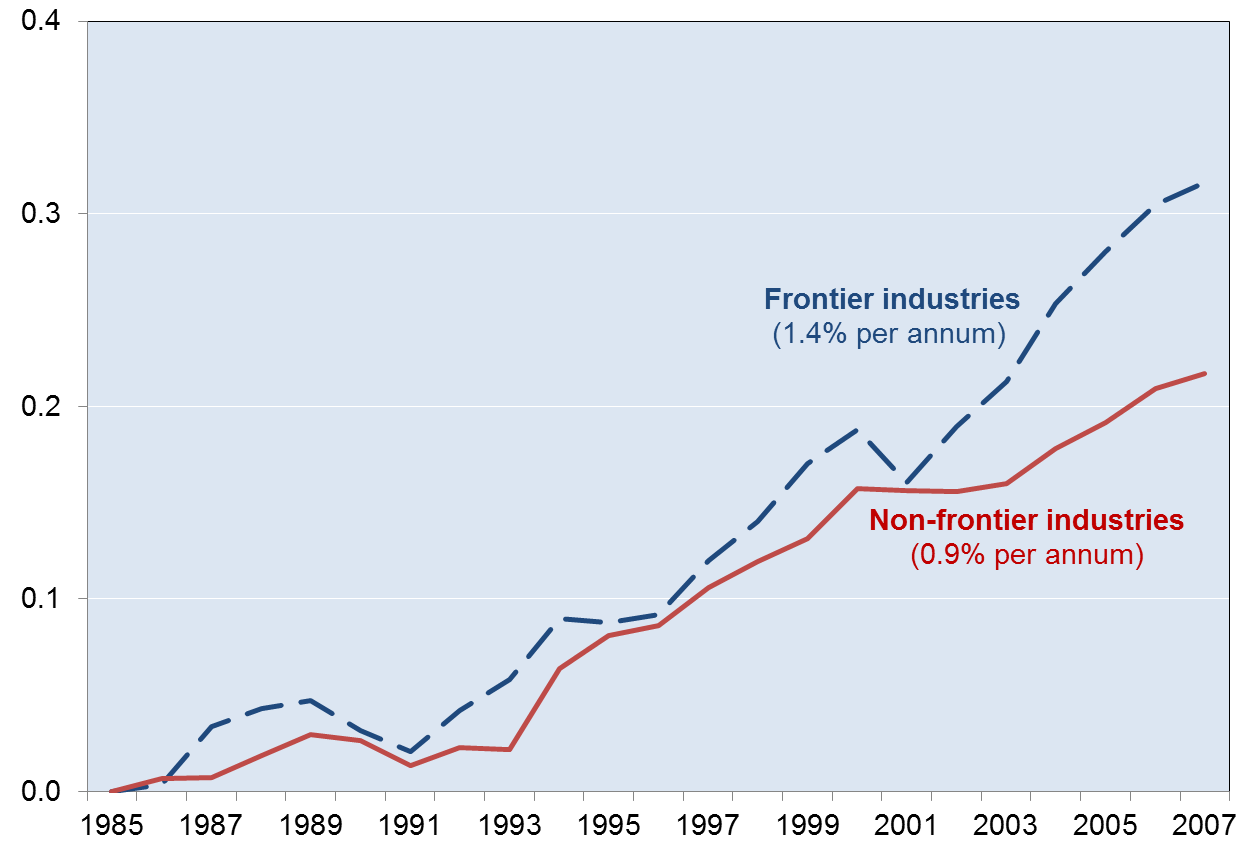 0.4
0.3
Frontier industries
(1.4% per annum)
0.2
Non-frontier industries
(0.9% per annum)
0.1
0.0
1985 1987 1989 1991 1993 1995 1997 1999 2001 2003 2005 2007